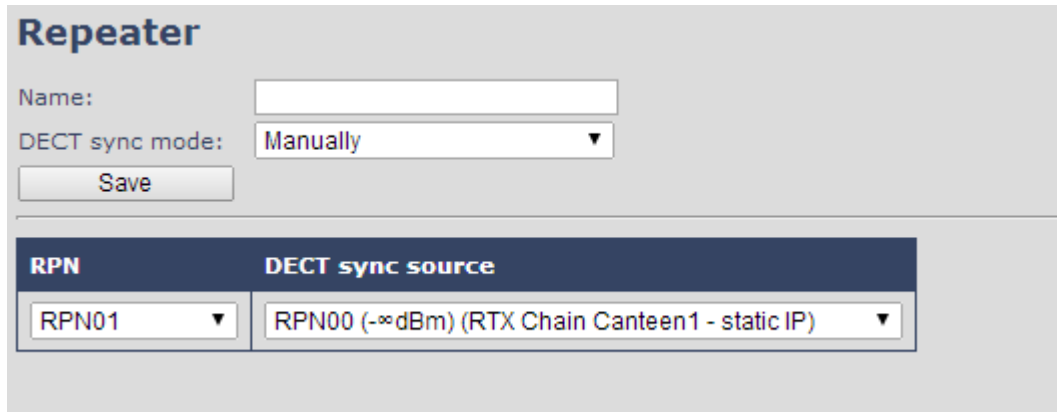 Repeater
Name:
DECT sync mode: Manually
Save
RPN DECT sync source
RPN01 RPN00 (-∞dBm) (RTX Chain Canteen1 - static IP)